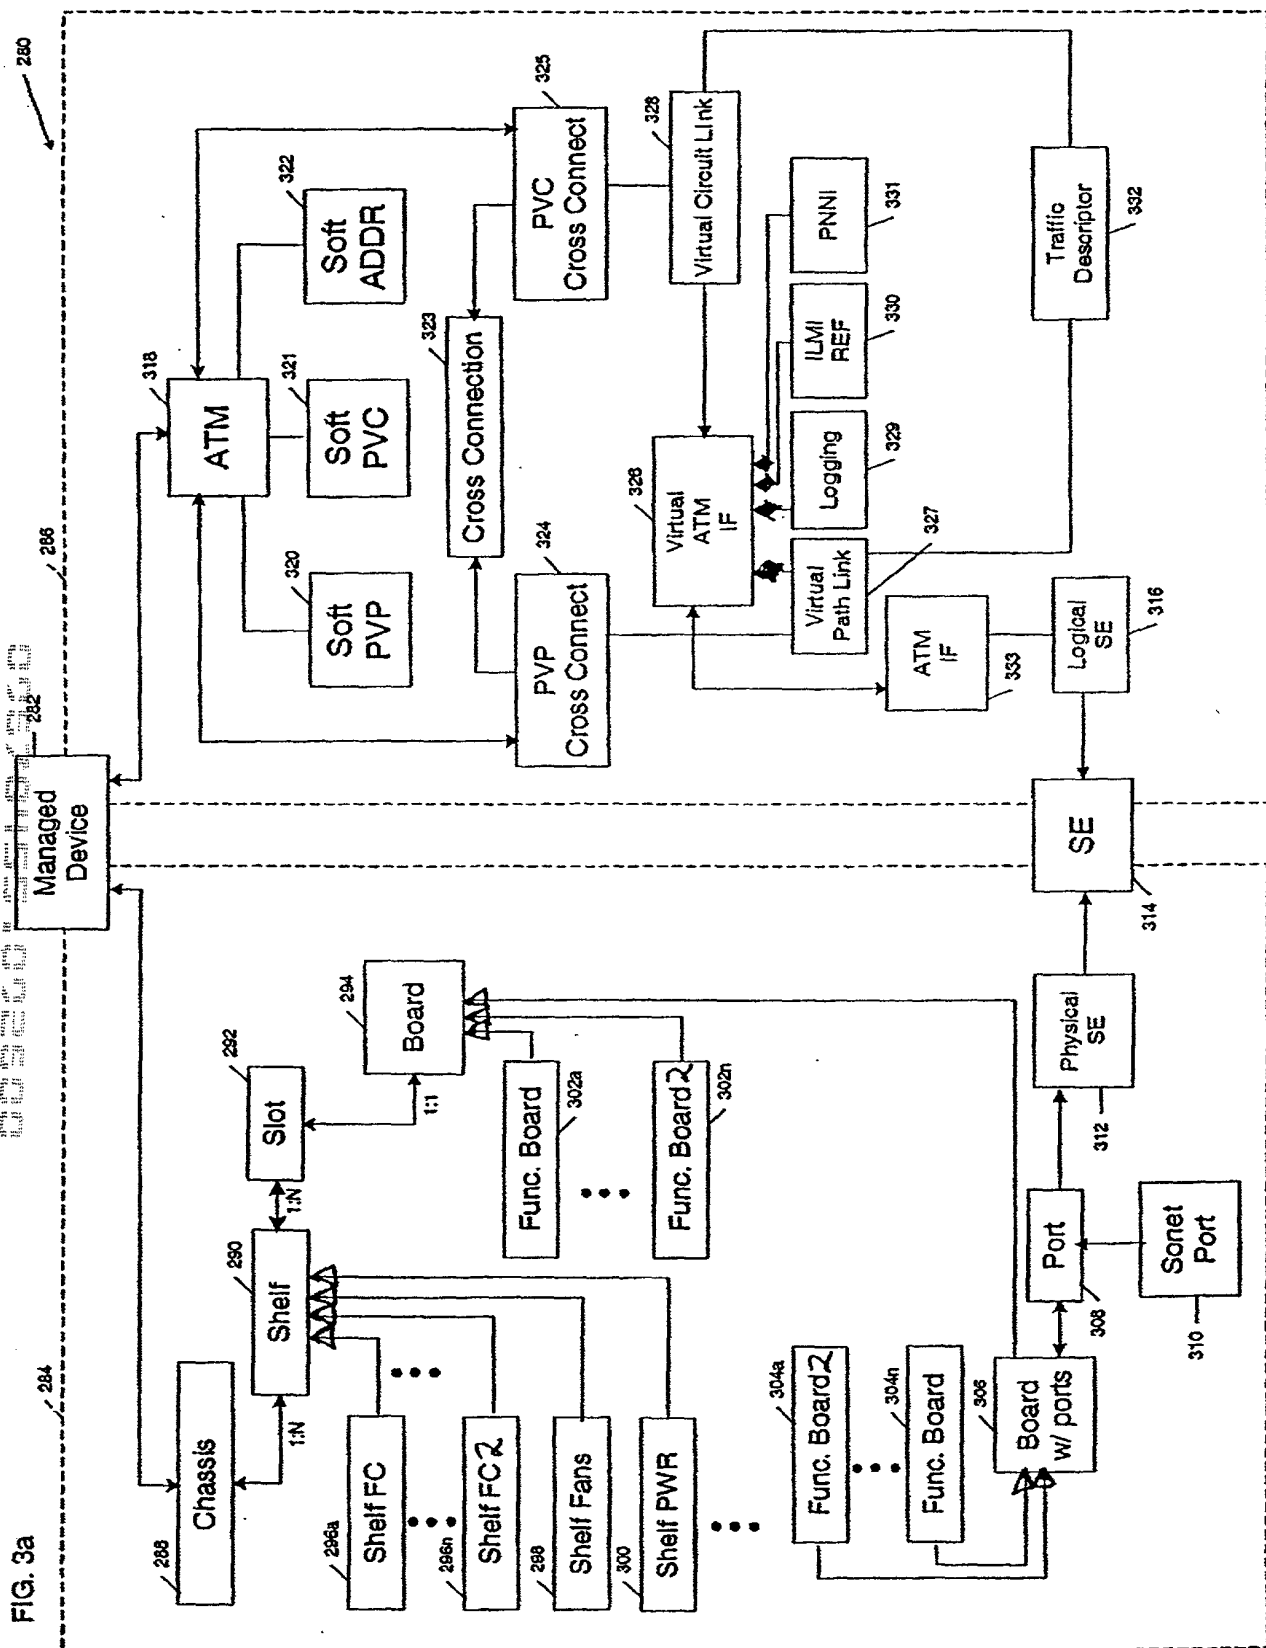 FIG. 3a
280
Managed
Device
282
284
286
288
Chassis
1:N
290
Shelf
1:N
292
Slot
1:1
294
Board
296a
Shelf FC
296n
Shelf FC2
298
Shelf Fans
300
Shelf PWR
Func. Board
302a
Func. Board2
302n
304a
Func. Board2
304n
Func. Board
306
Board
w/ ports
Port
308
Sonet
Port
310
Physical
SE
312
SE
314
Logical
SE
316
318
ATM
320
Soft
PVP
321
Soft
PVC
322
Soft
ADDR
323
Cross Connection
324
PVP
Cross Connect
325
PVC
Cross Connect
326
Virtual
ATM
IF
Virtual
Path Link
327
328
Virtual Circuit Link
Logging
329
ILMI
REF
330
PNNI
331
Traffic
Descriptor
332
ATM
IF
333